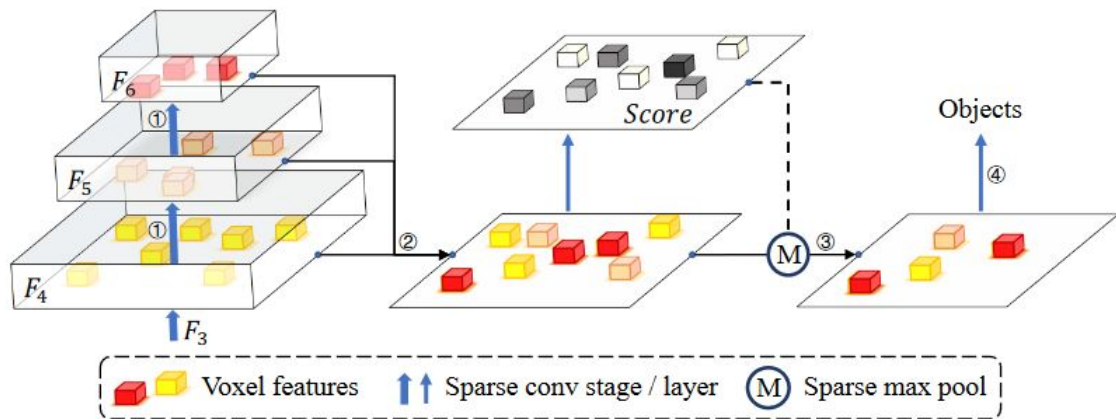 F₆
①
F₅
①
F₄
F₃
②
Score
M
③
Objects
④
Voxel features
Sparse conv stage / layer
M
Sparse max pool